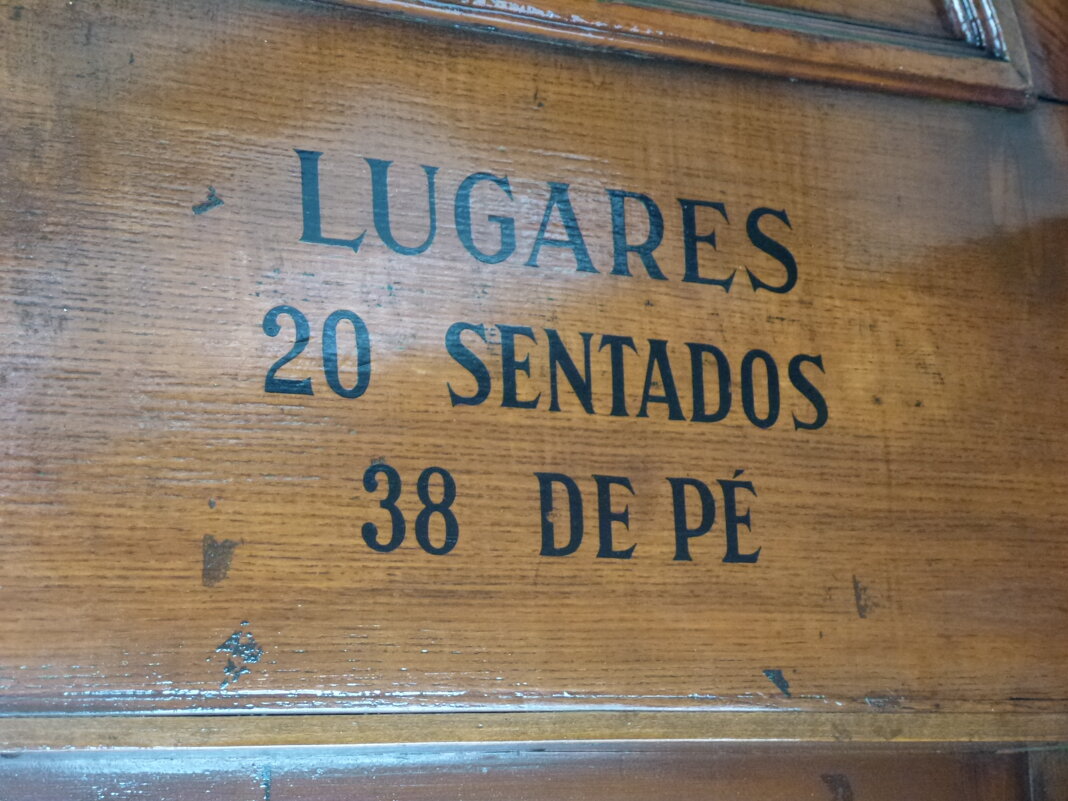 LUGARES
20 SENTADOS
38 DE PÉ